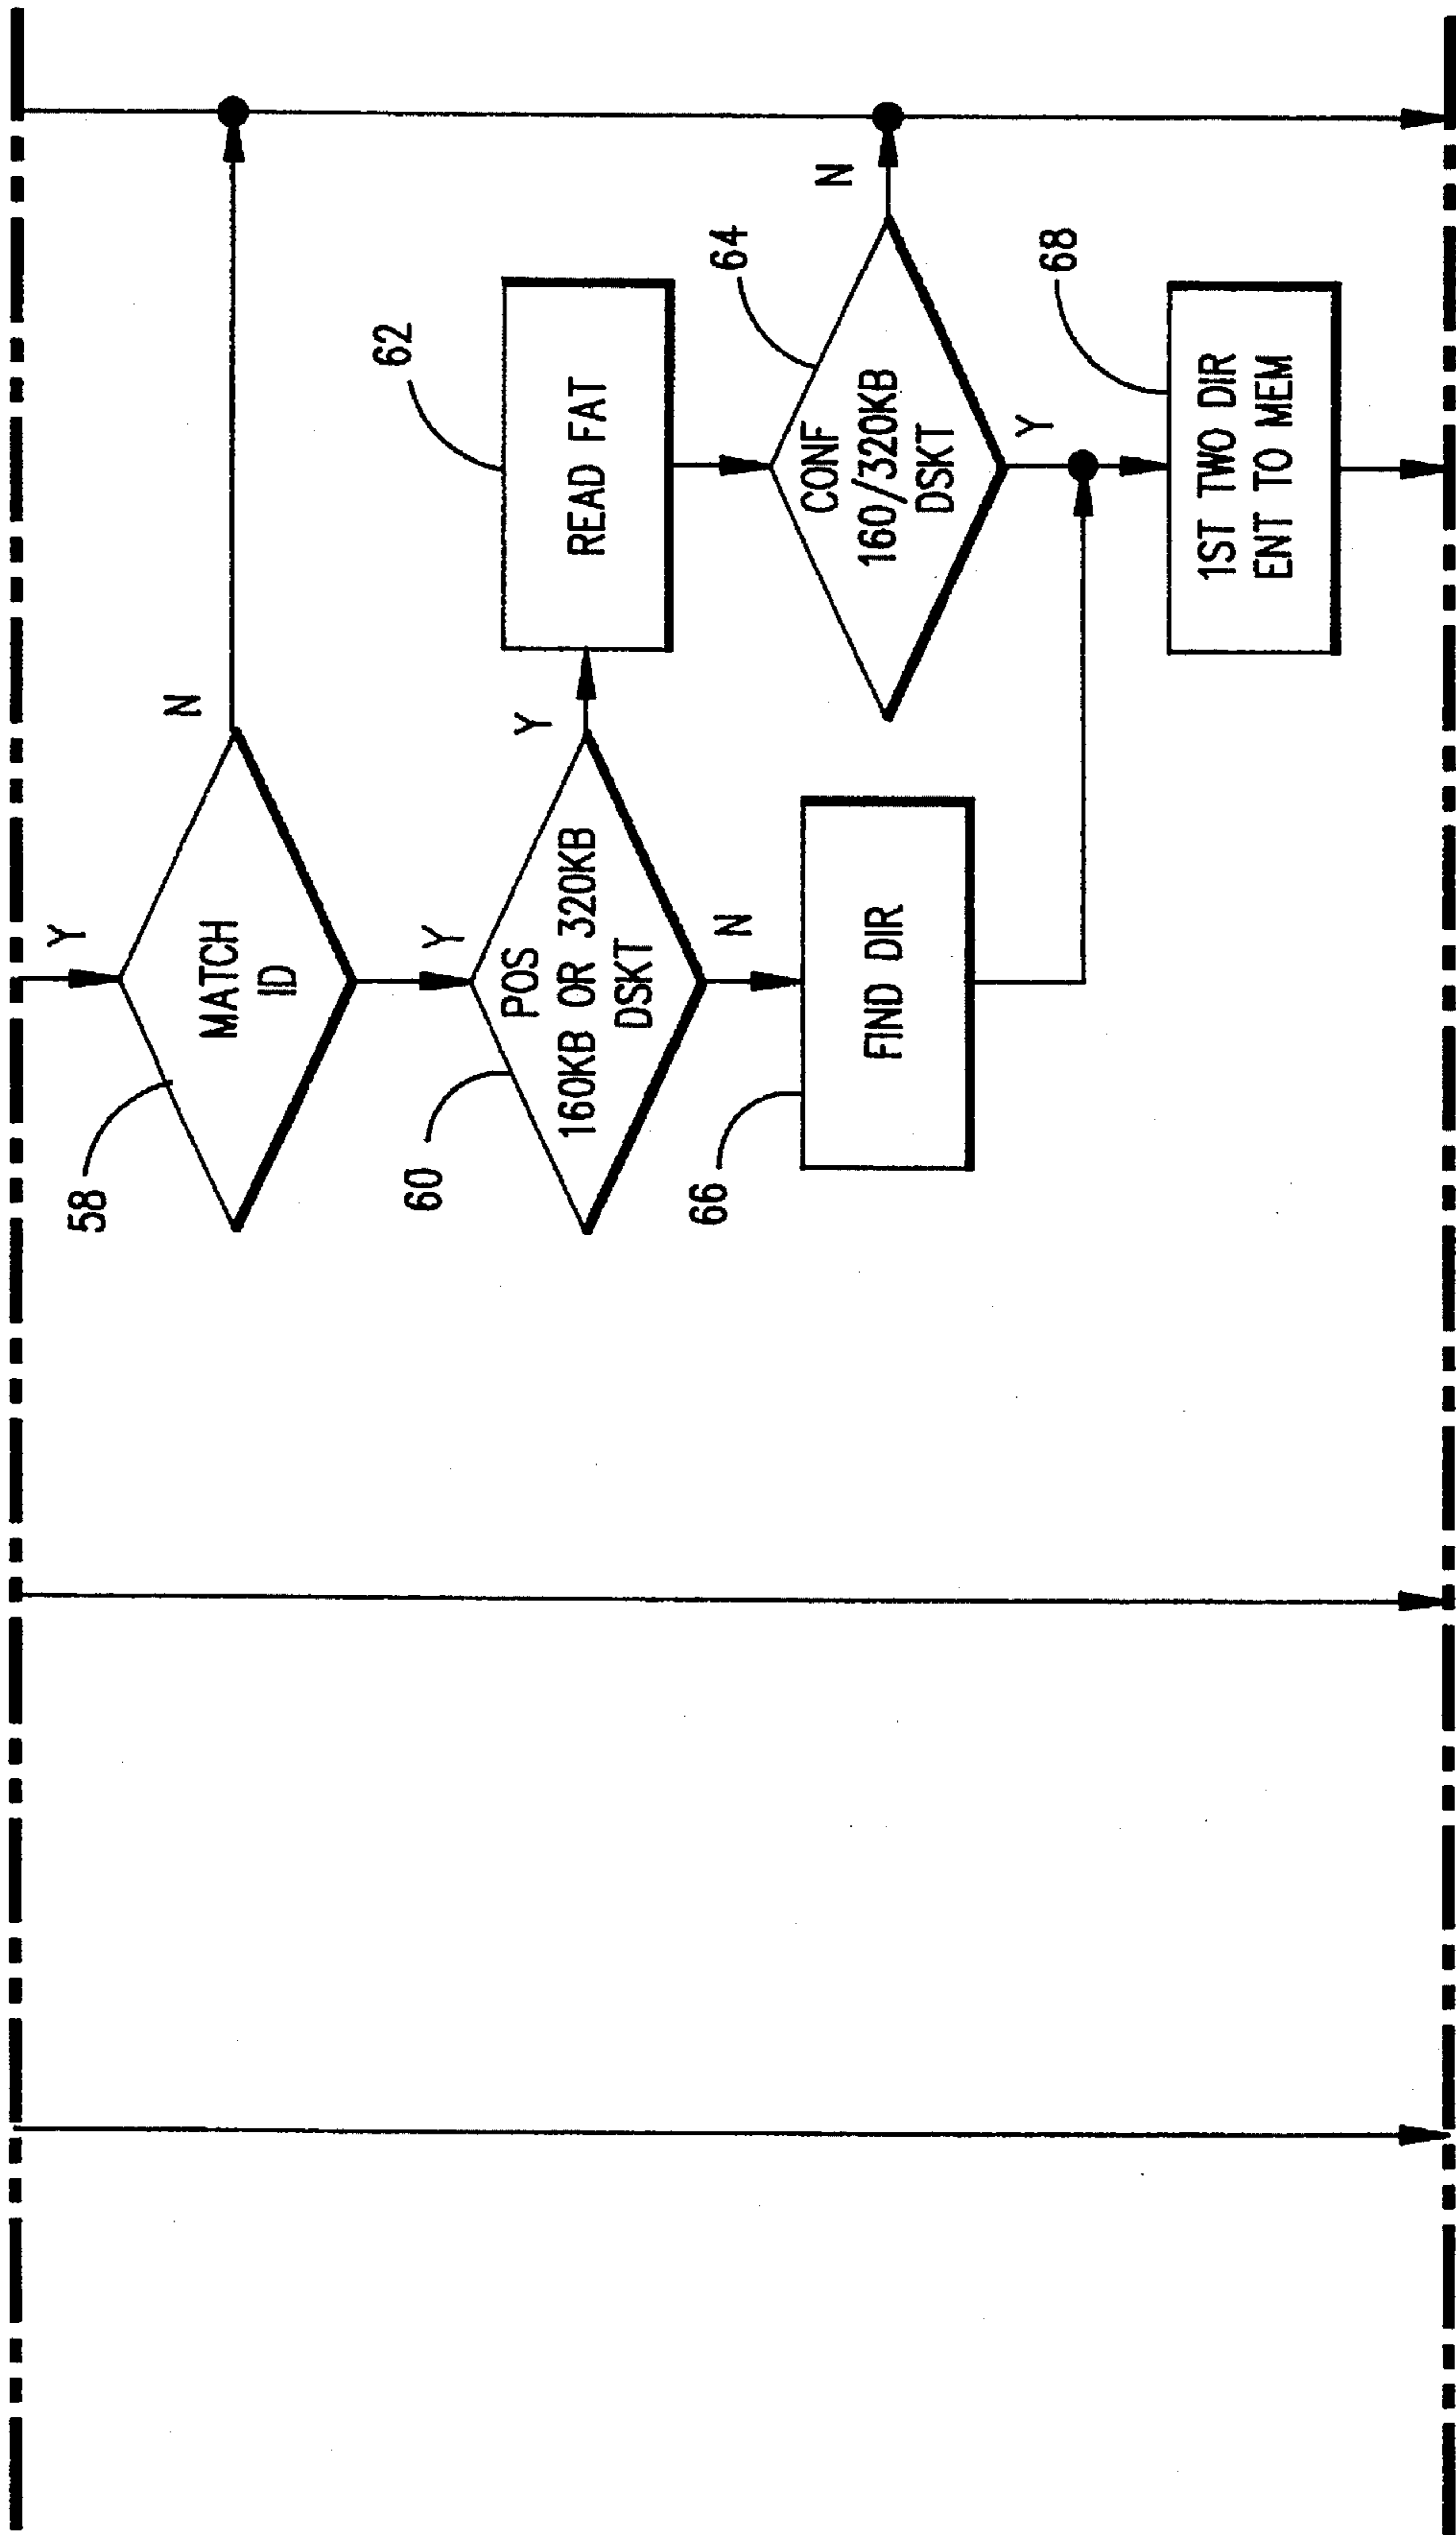 Y
58
MATCH
ID
N
Y
60
POS
160KB OR 320KB
DSKT
Y
62
READ FAT
N
66
FIND DIR
64
CONF
160/320KB
DSKT
N
Y
68
1ST TWO DIR
ENT TO MEM